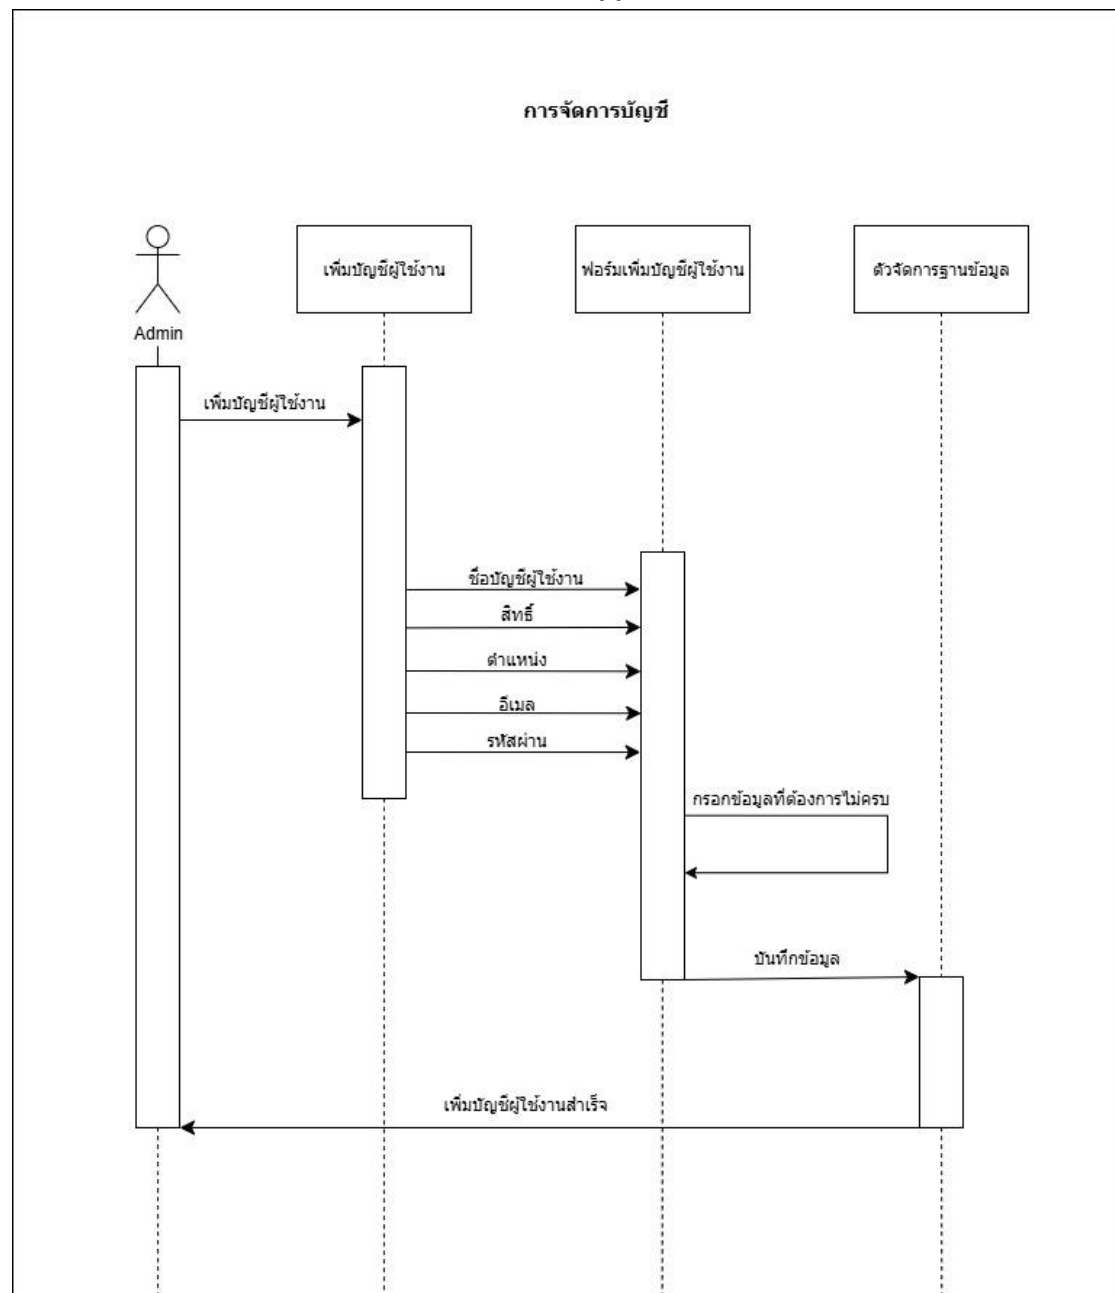 การจัดการบัญชี
เพิ่มบัญชีผู้ใช้งาน
ฟอร์มเพิ่มบัญชีผู้ใช้งาน
ตัวจัดการฐานข้อมูล
Admin
เพิ่มบัญชีผู้ใช้งาน
ชื่อบัญชีผู้ใช้งาน
สิทธิ์
ตำแหน่ง
อีเมล
รหัสผ่าน
กรอกข้อมูลที่ต้องการไม่ครบ
บันทึกข้อมูล
เพิ่มบัญชีผู้ใช้งานสำเร็จ